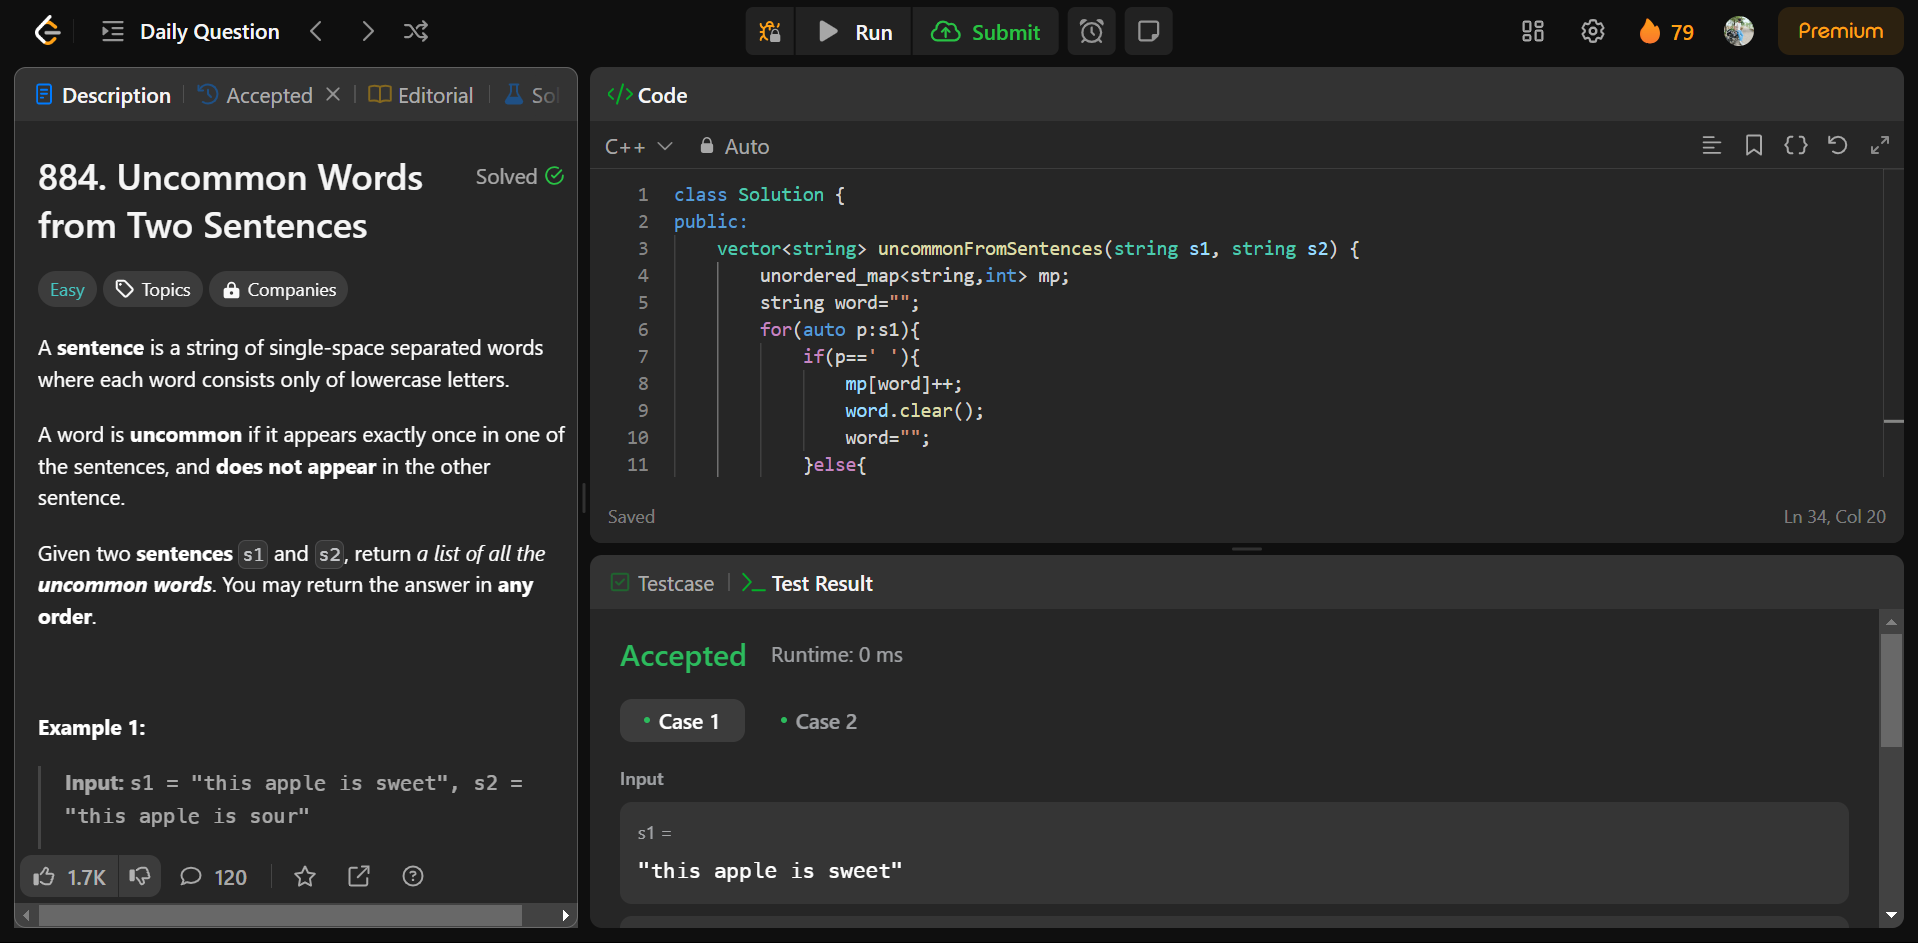 Daily Question
Run
Submit
79
Premium
Description
Accepted
Editorial
Sol
884. Uncommon Words
from Two Sentences
Solved
Easy
Topics
Companies
A sentence is a string of single-space separated words
where each word consists only of lowercase letters.
A word is uncommon if it appears exactly once in one of
the sentences, and does not appear in the other
sentence.
Given two sentences s1 and s2, return a list of all the
uncommon words. You may return the answer in any
order.
Example 1:
Input: s1 = "this apple is sweet", s2 =
"this apple is sour"
1.7K
120
</> Code
C++
Auto
1 class Solution {
2 public:
3 vector<string> uncommonFromSentences(string s1, string s2) {
4 unordered_map<string,int> mp;
5 string word="";
6 for(auto p:s1){
7 if(p==' '){
8 mp[word]++;
9 word.clear();
10 word="";
11 }else{
Saved
Ln 34, Col 20
Testcase
Test Result
Accepted
Runtime: 0 ms
• Case 1
• Case 2
Input
s1 =
"this apple is sweet"